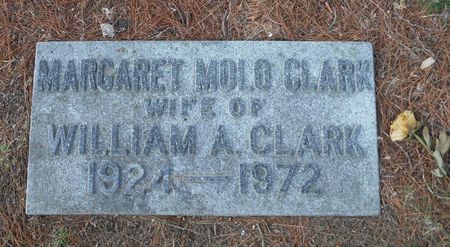 MARGARET MOLO CLARK
WIFE OF
WILLIAM A. CLARK
1924 — 1972